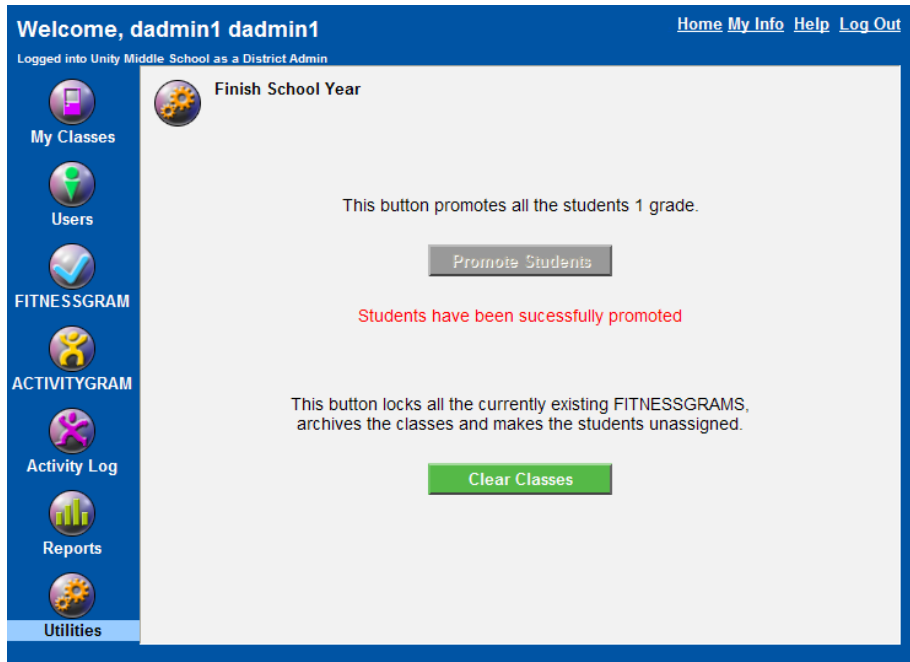 Welcome, dadmin1 dadmin1
Home My Info Help Log Out
Logged into Unity Middle School as a District Admin
My Classes
Users
FITNESSGRAM
ACTIVITYGRAM
Activity Log
Reports
Utilities
Finish School Year
This button promotes all the students 1 grade.
Promote Students
Students have been sucessfully promoted
This button locks all the currently existing FITNESSGRAMS,
archives the classes and makes the students unassigned.
Clear Classes